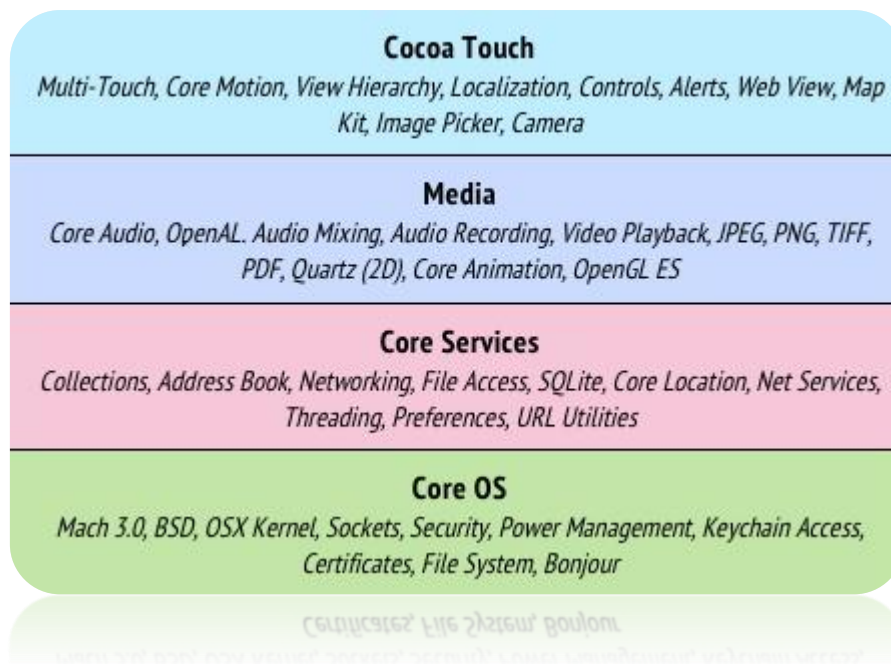 Cocoa Touch
Multi-Touch, Core Motion, View Hierarchy, Localization, Controls, Alerts, Web View, Map
Kit, Image Picker, Camera
Media
Core Audio, OpenAL. Audio Mixing, Audio Recording, Video Playback, JPEG, PNG, TIFF,
PDF, Quartz (2D), Core Animation, OpenGL ES
Core Services
Collections, Address Book, Networking, File Access, SQLite, Core Location, Net Services,
Threading, Preferences, URL Utilities
Core OS
Mach 3.0, BSD, OSX Kernel, Sockets, Security, Power Management, Keychain Access,
Certificates, File System, Bonjour